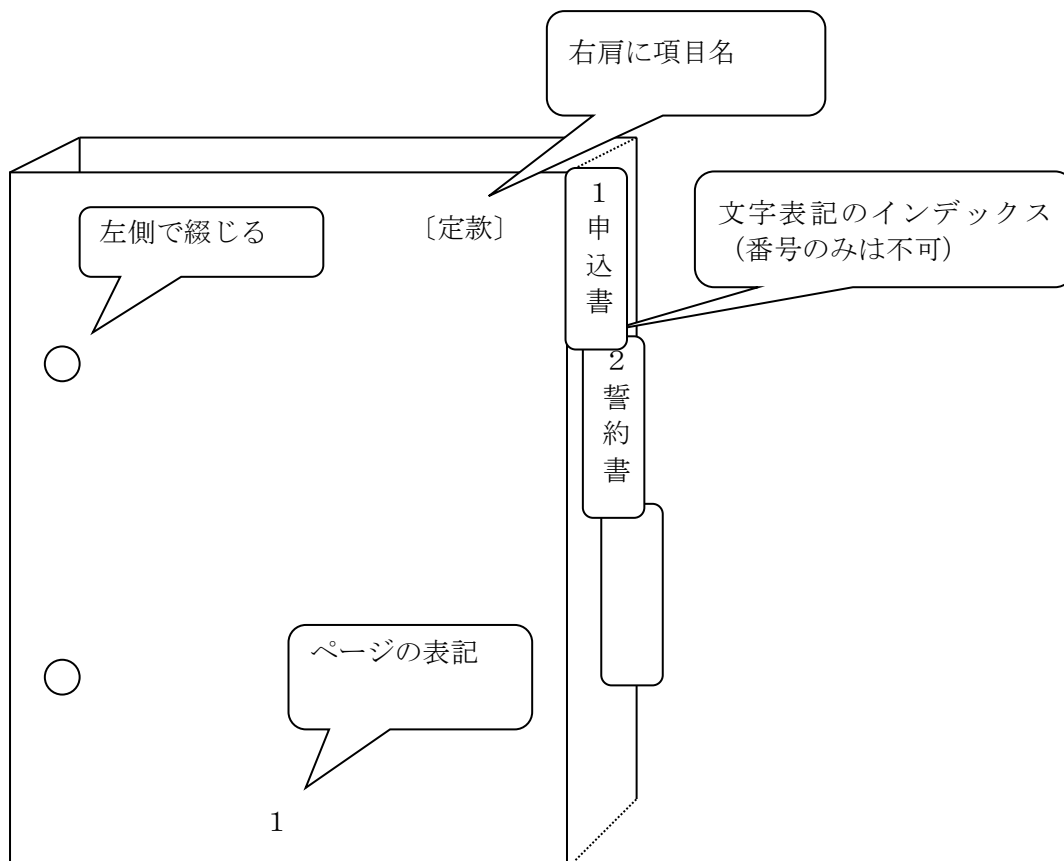 右肩に項目名
左側で綴じる
〔定款〕
1申込書
文字表記のインデックス
(番号のみは不可)
2誓約書
ページの表記
1